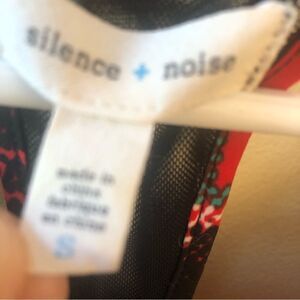 silence + noise
made in
china
fabriqué
en chine
S